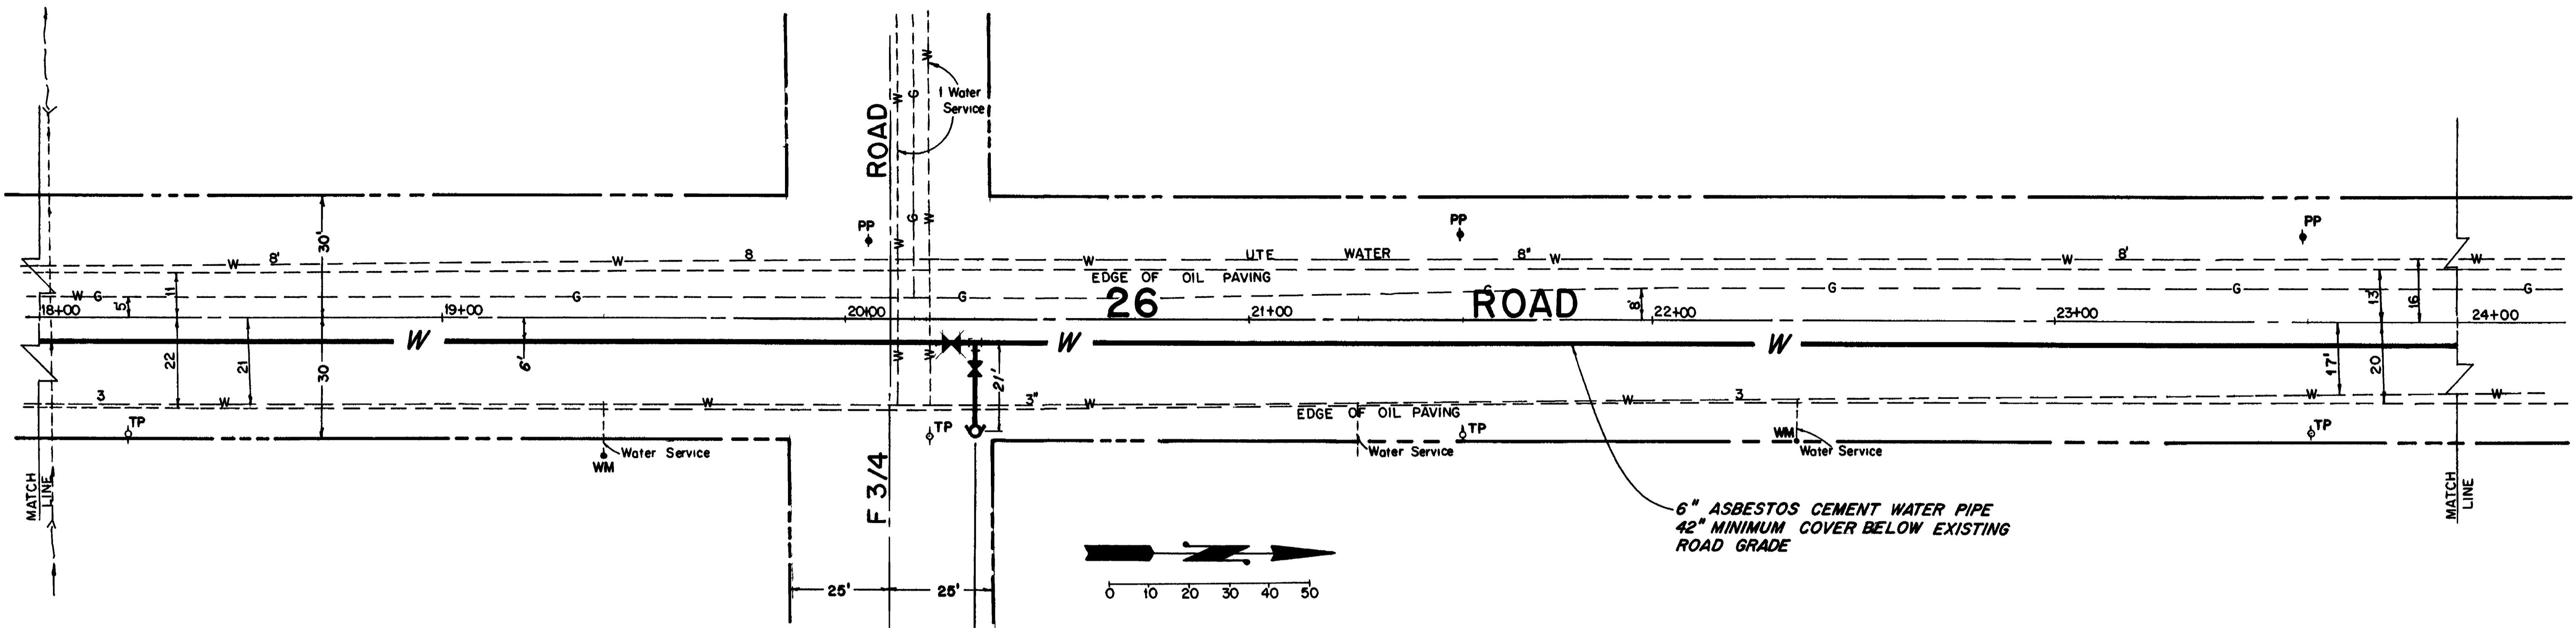 W
W
1 Water
Service
G
W
ROAD
W
G
W
PP
PP
PP
30'
W
8'
W
8
W
W
UTE WATER
8"
W
W
8'
W
EDGE OF OIL PAVING
11
5'
W G
G
G
G
G
G
G
8'
13'
16
26 ROAD
18+00
19+00
20+00
21+00
22+00
23+00
24+00
W
W
W
22
21
30
6'
W
W
21'
17'
20
3
W
W
3"
W
W
3
W
W
EDGE OF OIL PAVING
TP
TP
TP
TP
WM
Water Service
Water Service
WM
Water Service
F 3/4
MATCH
LINE
MATCH
LINE
6" ASBESTOS CEMENT WATER PIPE
42" MINIMUM COVER BELOW EXISTING
ROAD GRADE
25'
25'
0 10 20 30 40 50